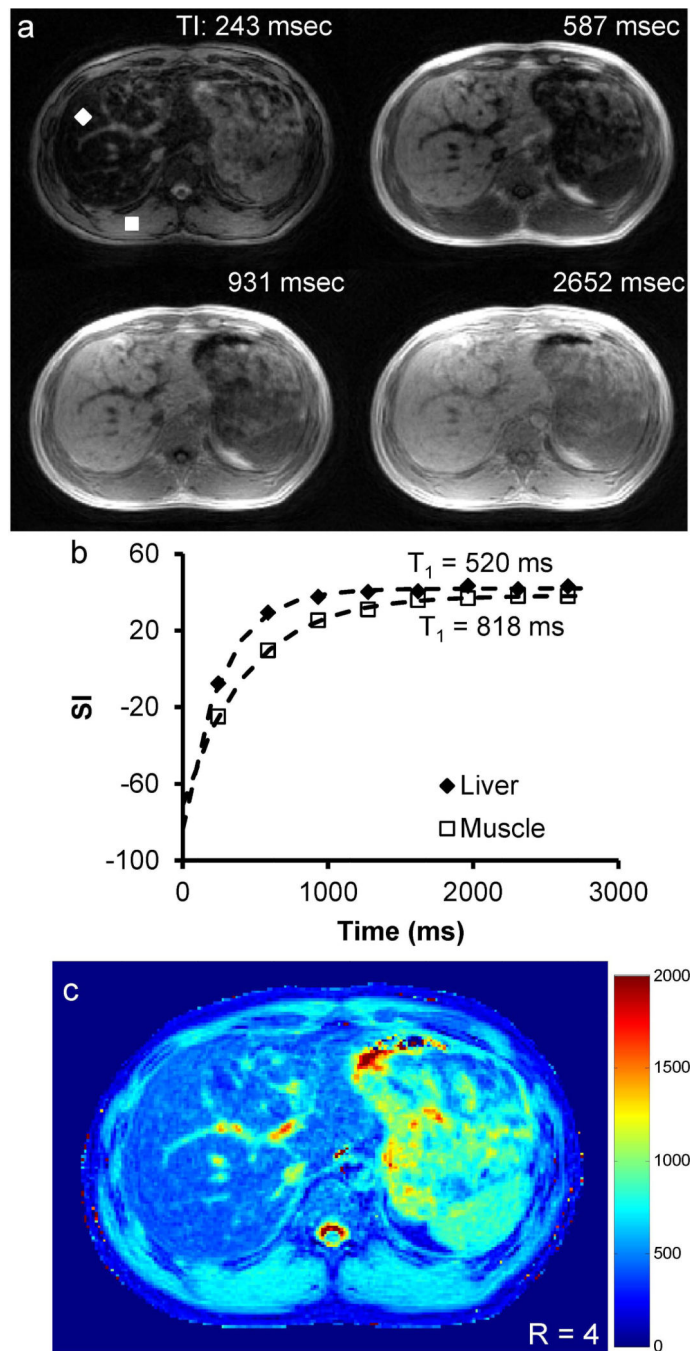 a
TI: 243 msec
587 msec
931 msec
2652 msec
b
60
20
-20
-60
-100
SI
T1 = 520 ms
T1 = 818 ms
Liver
Muscle
0
1000
2000
3000
Time (ms)
c
2000
1500
1000
500
0
R = 4